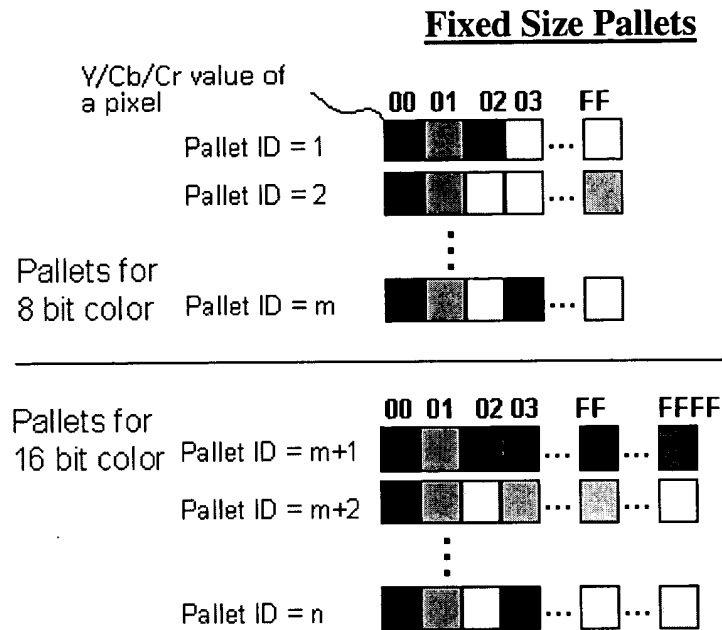 Fixed Size Pallets
Y/Cb/Cr value of
a pixel
00 01 02 03 FF
Pallet ID = 1 ...
Pallet ID = 2 ...
Pallets for
8 bit color
Pallet ID = m ...
Pallets for
16 bit color
00 01 02 03 FF FFFF
Pallet ID = m+1 ... ...
Pallet ID = m+2 ... ...
Pallet ID = n ... ...